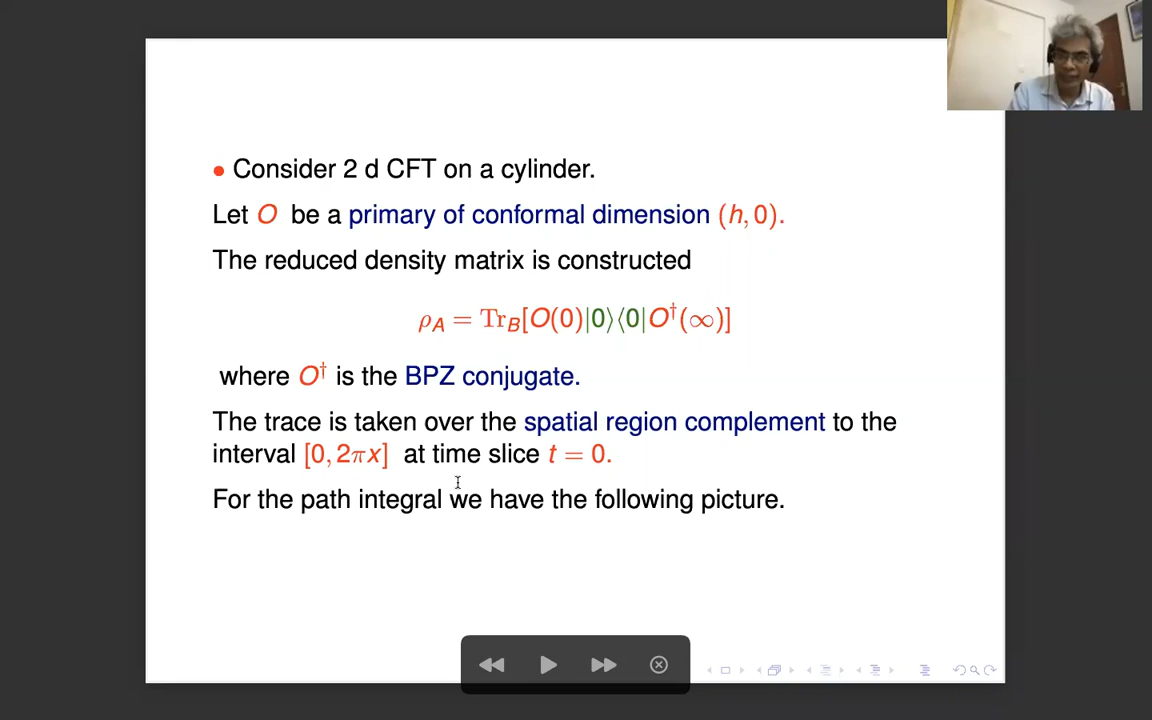 • Consider 2 d CFT on a cylinder.
Let O be a primary of conformal dimension (h, 0).
The reduced density matrix is constructed
ρ_A = Tr_B[O(0)|0⟩⟨0|O†(∞)]
where O† is the BPZ conjugate.
The trace is taken over the spatial region complement to the
interval [0, 2πx] at time slice t = 0.
For the path integral we have the following picture.